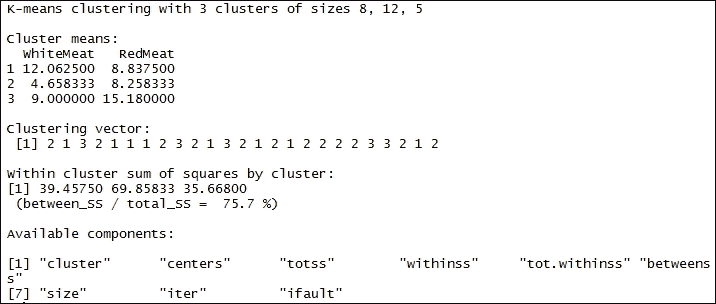 K-means clustering with 3 clusters of sizes 8, 12, 5

Cluster means:
  WhiteMeat   RedMeat
1 12.062500  8.837500
2  4.658333  8.258333
3  9.000000 15.180000

Clustering vector:
 [1] 2 1 3 2 1 1 1 2 3 2 1 3 2 1 2 1 2 2 2 2 3 3 2 1 2

Within cluster sum of squares by cluster:
[1] 39.45750 69.85833 35.66800
 (between_SS / total_SS =  75.7 %)

Available components:

[1] "cluster"      "centers"      "totss"        "withinss"     "tot.withinss" "betweens
s"
[7] "size"         "iter"         "ifault"